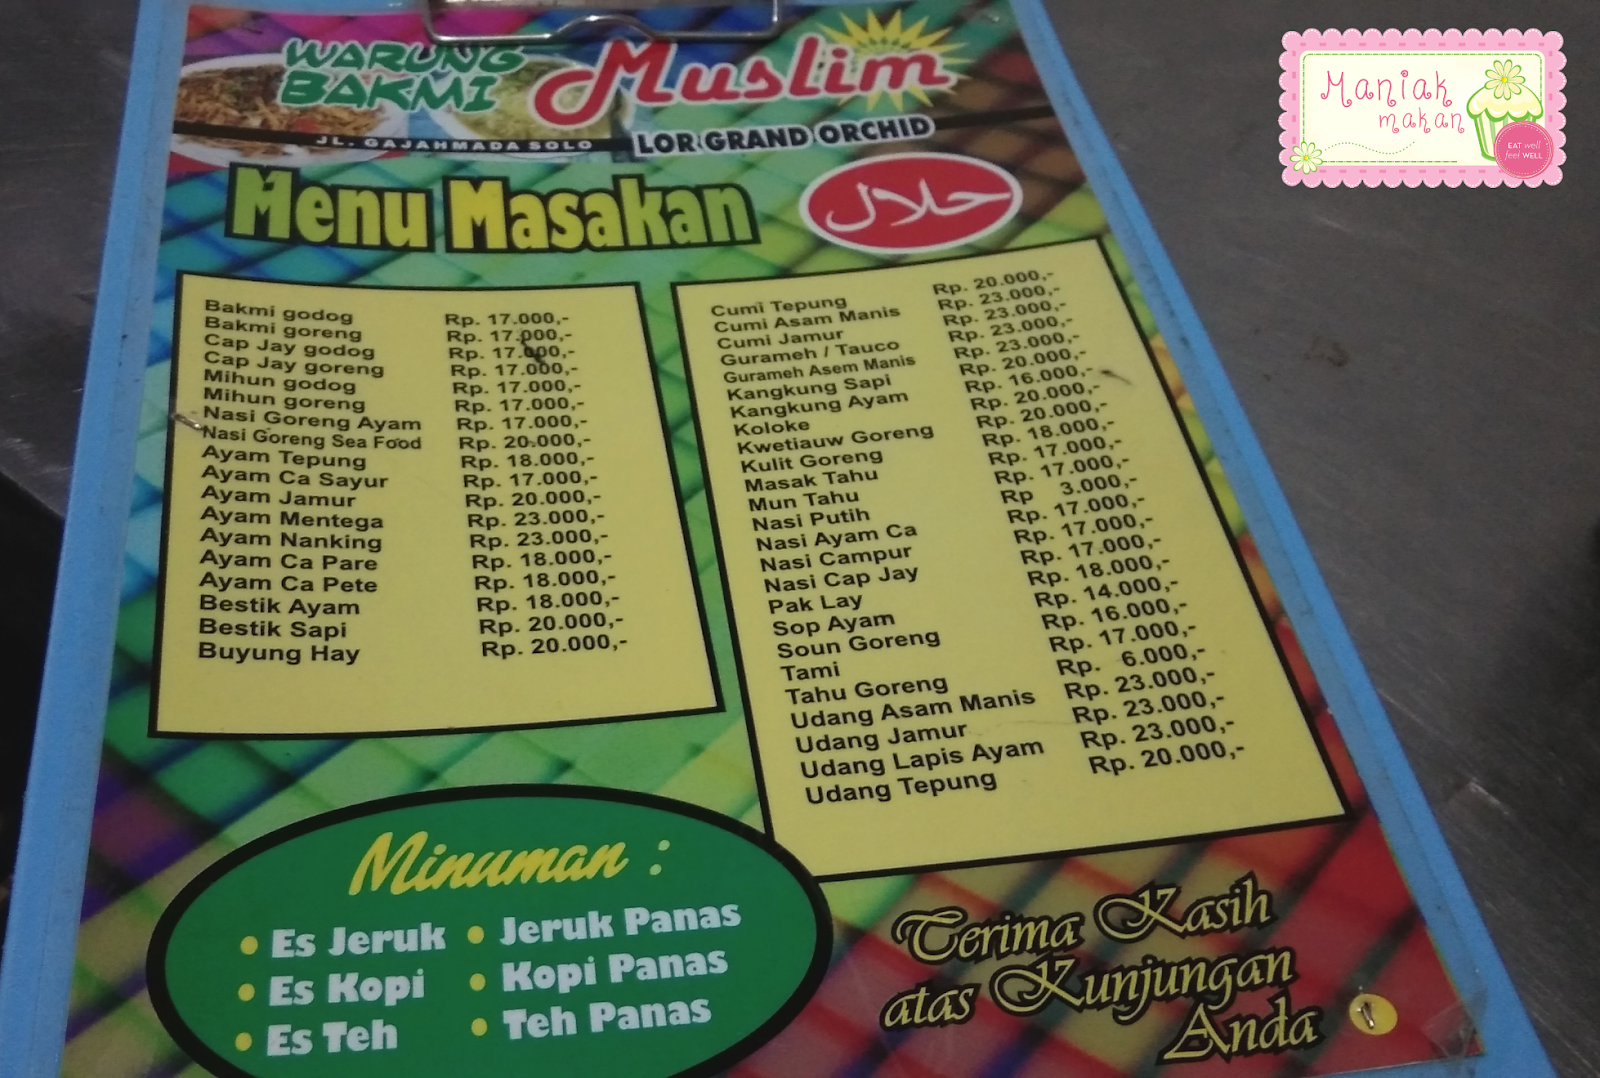 WARUNG
BAKMI
Muslim
JL. GAJAHMADA SOLO
LOR GRAND ORCHID
Menu Masakan
حلال
Bakmi godog Rp. 17.000,-
Bakmi goreng Rp. 17.000,-
Cap Jay godog Rp. 17.000,-
Cap Jay goreng Rp. 17.000,-
Mihun godog Rp. 17.000,-
Mihun goreng Rp. 17.000,-
Nasi Goreng Ayam Rp. 17.000,-
Nasi Goreng Sea Food Rp. 20.000,-
Ayam Tepung Rp. 18.000,-
Ayam Ca Sayur Rp. 17.000,-
Ayam Jamur Rp. 20.000,-
Ayam Mentega Rp. 23.000,-
Ayam Nanking Rp. 23.000,-
Ayam Ca Pare Rp. 18.000,-
Ayam Ca Pete Rp. 18.000,-
Bestik Ayam Rp. 18.000,-
Bestik Sapi Rp. 20.000,-
Buyung Hay Rp. 20.000,-
Cumi Tepung Rp. 20.000,-
Cumi Asam Manis Rp. 23.000,-
Cumi Jamur Rp. 23.000,-
Gurameh / Tauco Rp. 23.000,-
Gurameh Asem Manis Rp. 23.000,-
Kangkung Sapi Rp. 20.000,-
Kangkung Ayam Rp. 16.000,-
Koloke Rp. 20.000,-
Kwetiauw Goreng Rp. 20.000,-
Kulit Goreng Rp. 18.000,-
Masak Tahu Rp. 17.000,-
Mun Tahu Rp. 17.000,-
Nasi Putih Rp 3.000,-
Nasi Ayam Ca Rp. 17.000,-
Nasi Campur Rp. 17.000,-
Nasi Cap Jay Rp. 17.000,-
Pak Lay Rp. 18.000,-
Sop Ayam Rp. 14.000,-
Soun Goreng Rp. 16.000,-
Tami Rp. 17.000,-
Tahu Goreng Rp. 6.000,-
Udang Asam Manis Rp. 23.000,-
Udang Jamur Rp. 23.000,-
Udang Lapis Ayam Rp. 23.000,-
Udang Tepung Rp. 20.000,-
Minuman :
• Es Jeruk • Jeruk Panas
• Es Kopi • Kopi Panas
• Es Teh • Teh Panas
Terima Kasih
atas Kunjungan
Anda
Maniak
makan
EAT well
feel WELL